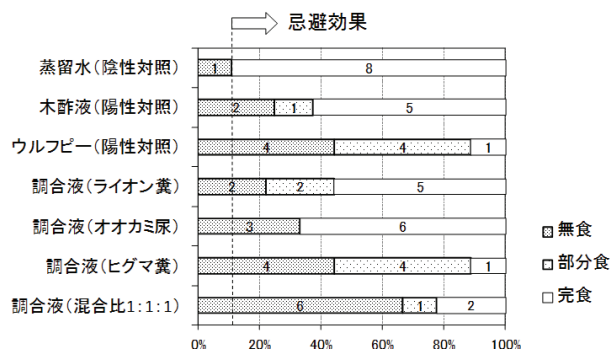 忌避効果
蒸留水(陰性対照) 1 8
木酢液(陽性対照) 2 1 5
ウルフピー(陽性対照) 4 4 1
調合液(ライオン糞) 2 2 5
調合液(オオカミ尿) 3 6
調合液(ヒグマ糞) 4 4 1
調合液(混合比1:1:1) 6 1 2
0% 20% 40% 60% 80% 100%
無食
部分食
完食